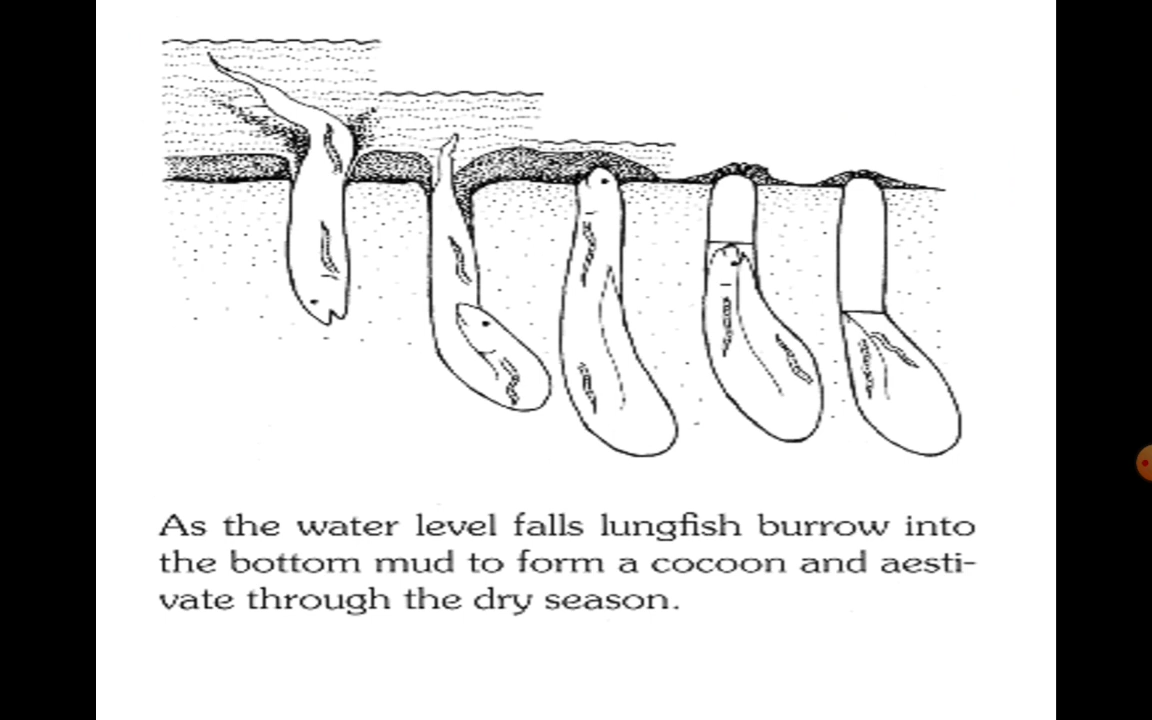 As the water level falls lungfish burrow into
the bottom mud to form a cocoon and aesti-
vate through the dry season.